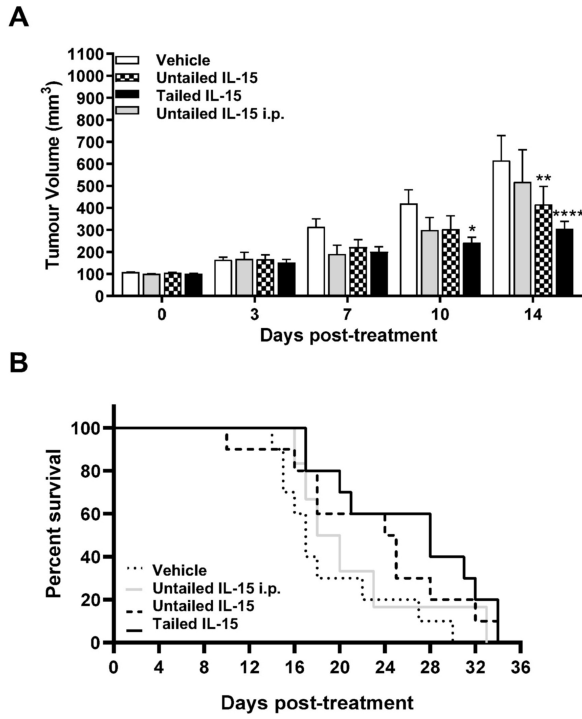 A
Vehicle
Untailed IL-15
Tailed IL-15
Untailed IL-15 i.p.
Tumour Volume (mm³)
1100
1000
900
800
700
600
500
400
300
200
100
0
*
**
****
0 3 7 10 14
Days post-treatment
B
Percent survival
100
80
60
40
20
0
Vehicle
Untailed IL-15 i.p.
Untailed IL-15
Tailed IL-15
0 4 8 12 16 20 24 28 32 36
Days post-treatment